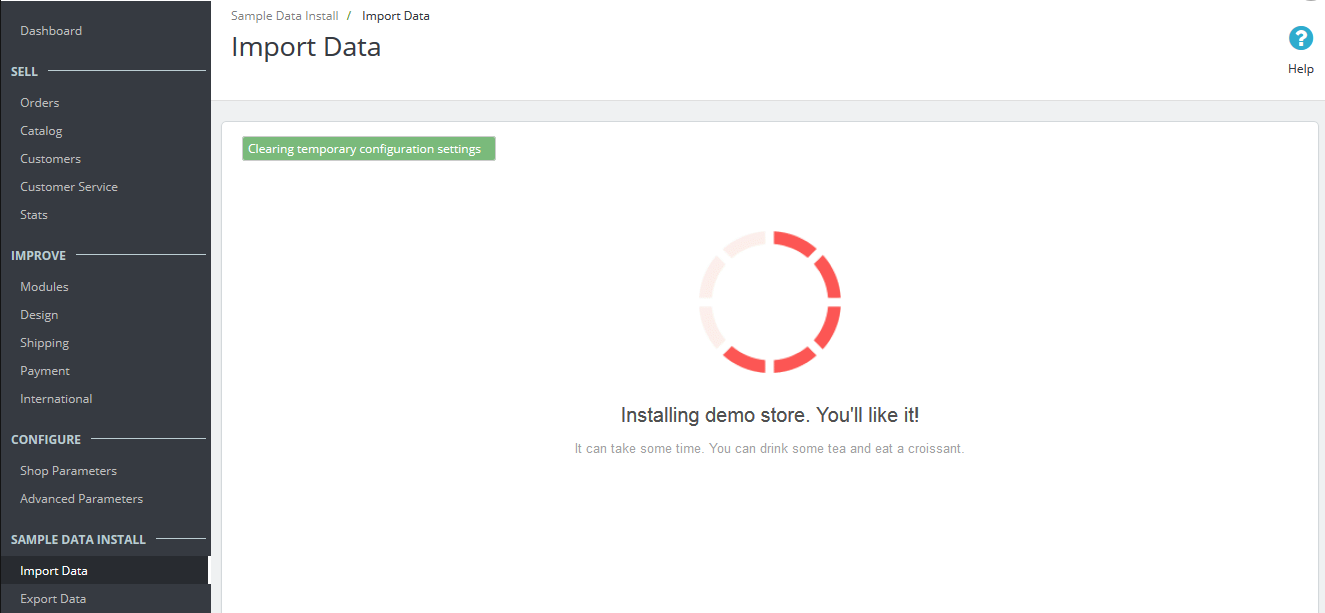 Dashboard
SELL
Orders
Catalog
Customers
Customer Service
Stats
IMPROVE
Modules
Design
Shipping
Payment
International
CONFIGURE
Shop Parameters
Advanced Parameters
SAMPLE DATA INSTALL
Import Data
Export Data
Sample Data Install / Import Data
Import Data
?
Help
Clearing temporary configuration settings
Installing demo store. You'll like it!
It can take some time. You can drink some tea and eat a croissant.